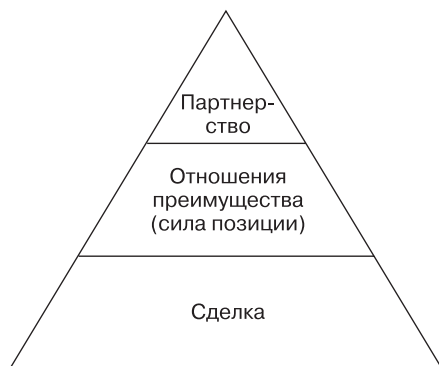 Партнер-
ство
Отношения
преимущества
(сила позиции)
Сделка